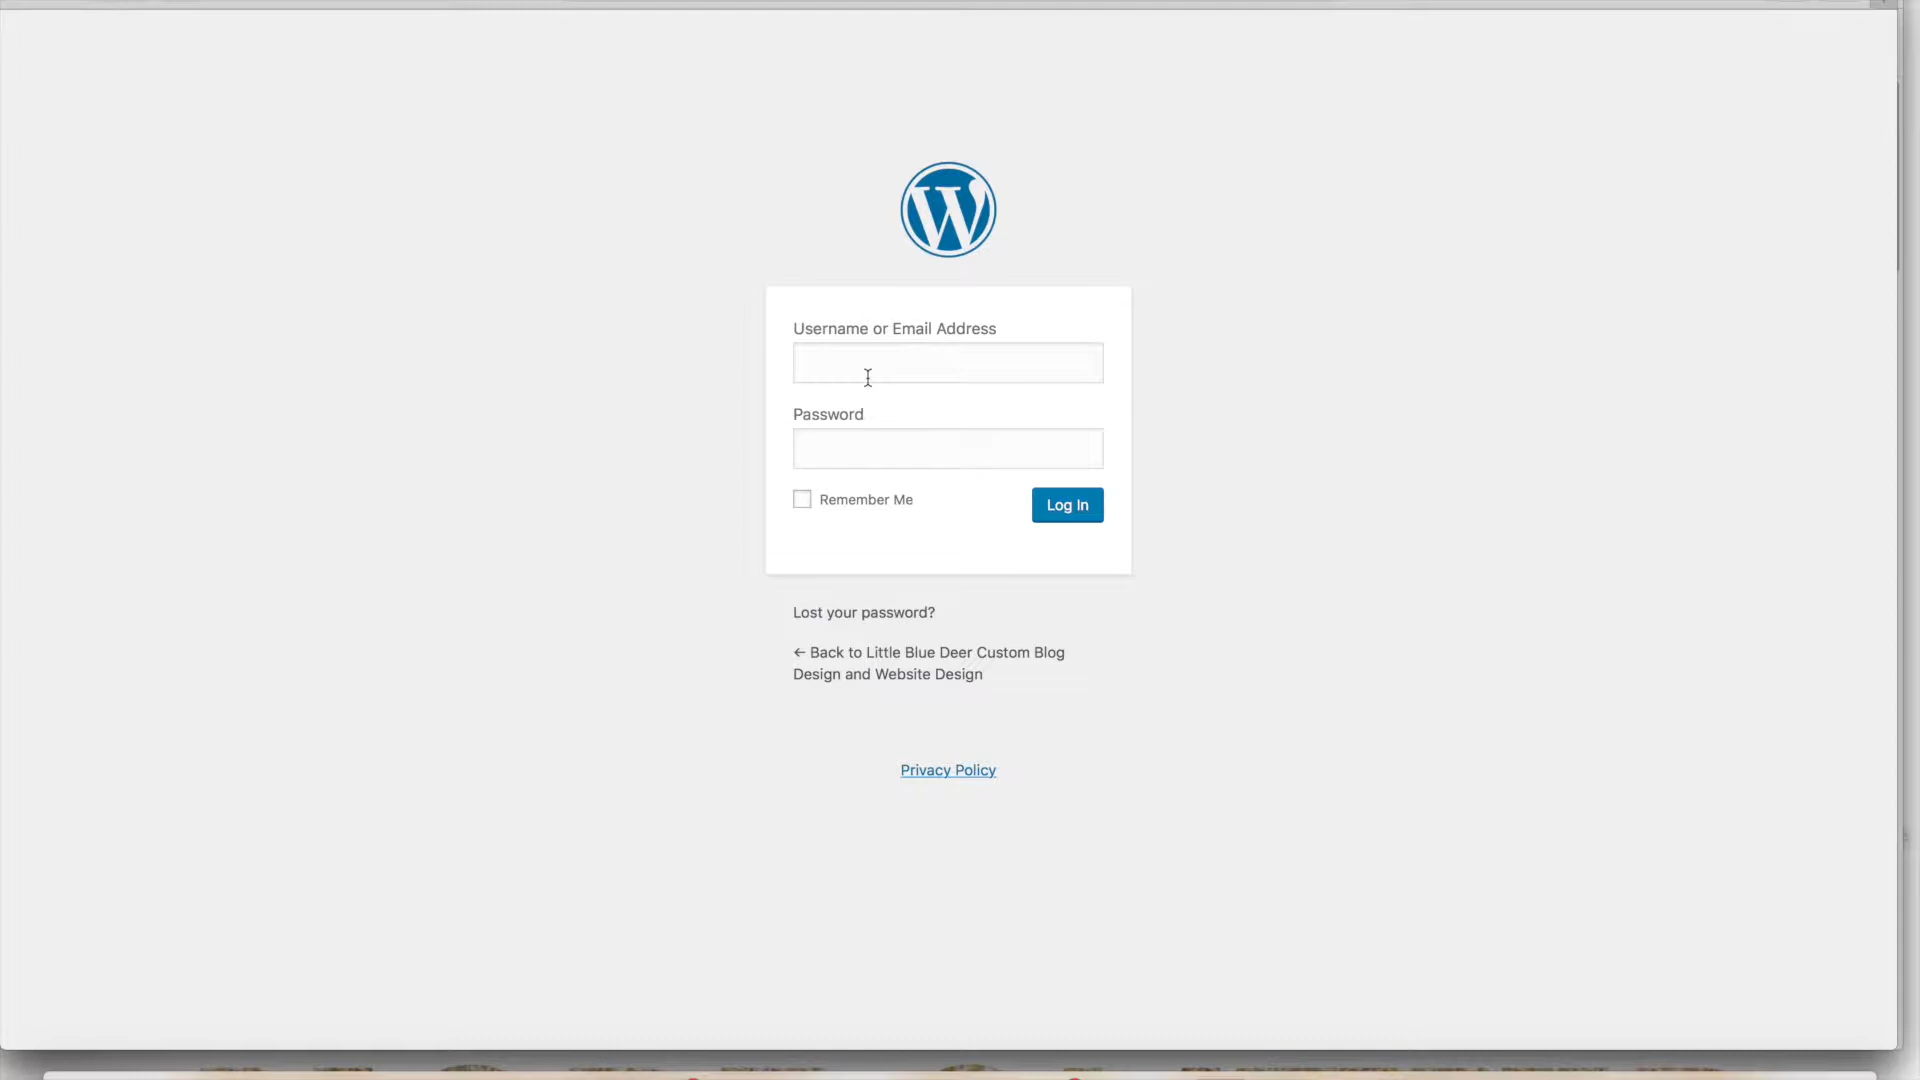 Username or Email Address
Password
Remember Me
Log In
Lost your password?
← Back to Little Blue Deer Custom Blog
Design and Website Design
Privacy Policy